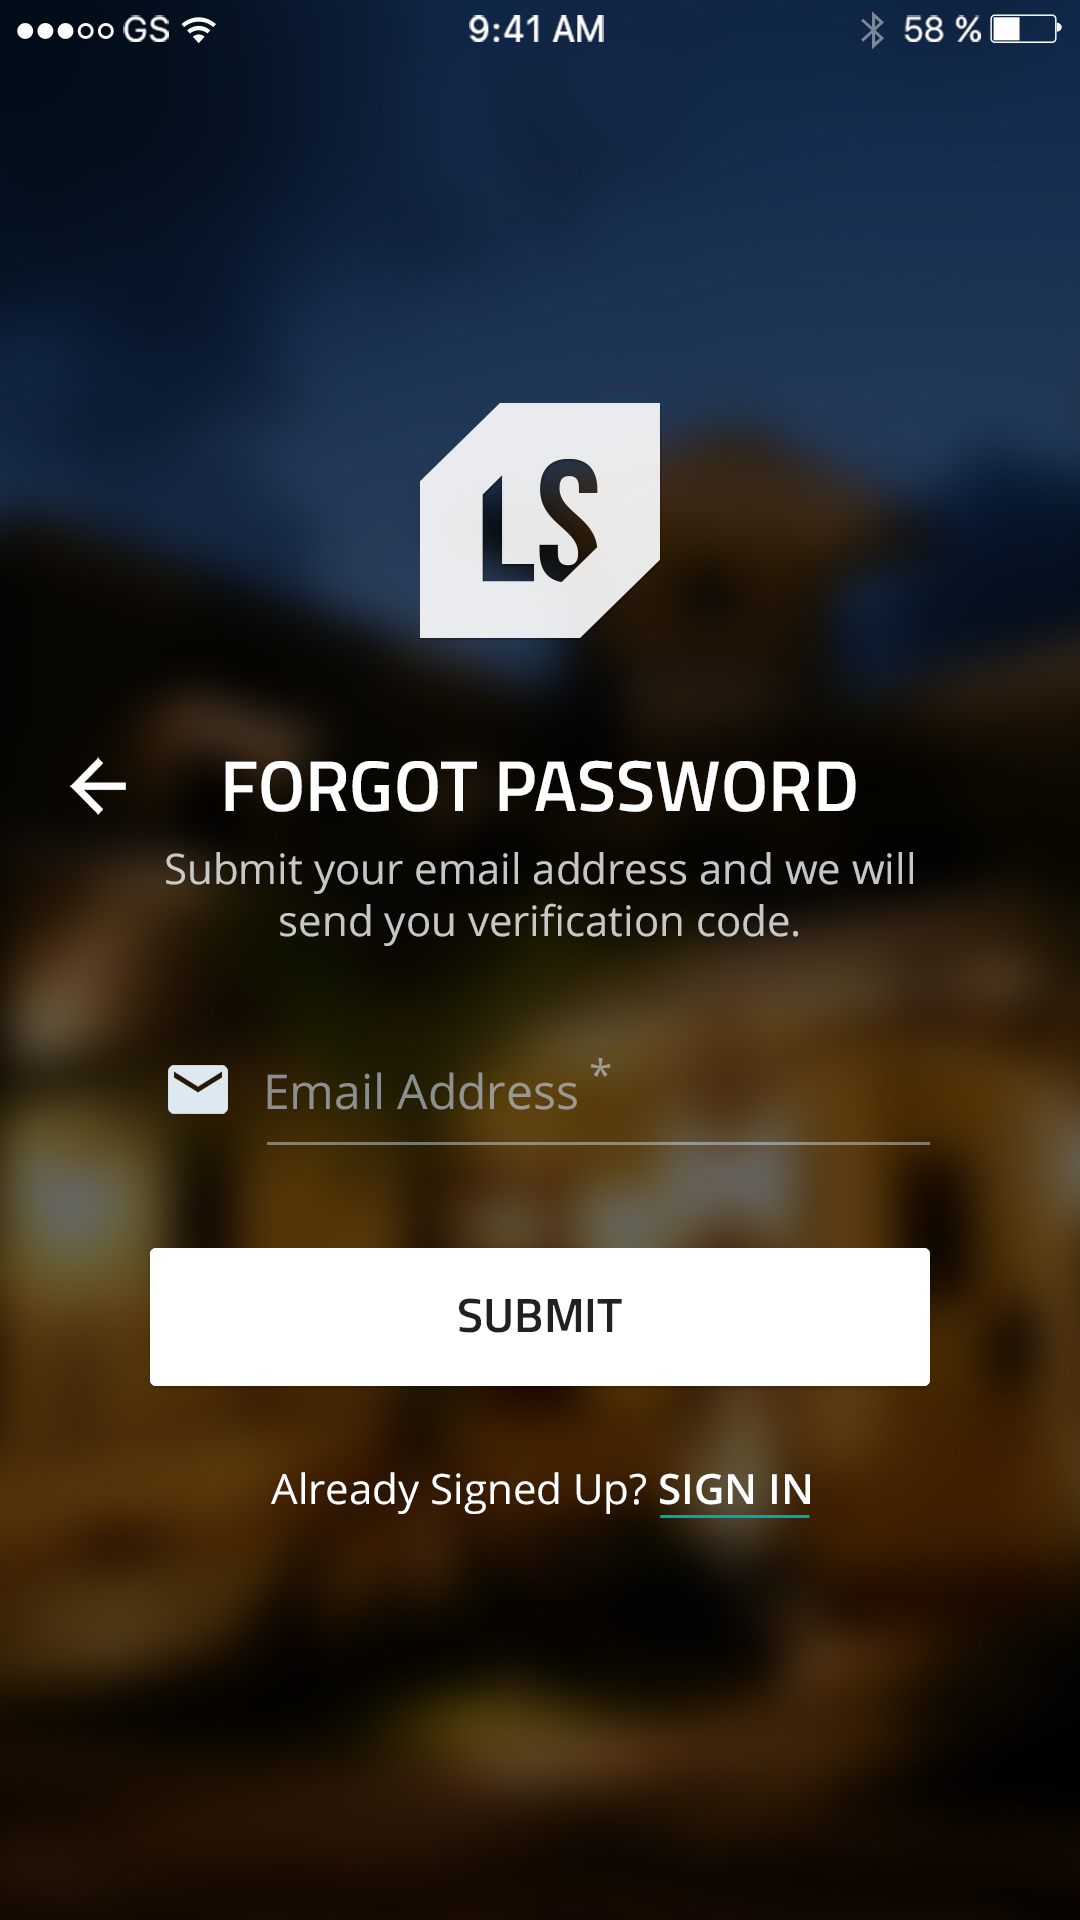 GS 9:41 AM 58 %
LS
FORGOT PASSWORD
Submit your email address and we will
send you verification code.
Email Address *
SUBMIT
Already Signed Up? SIGN IN